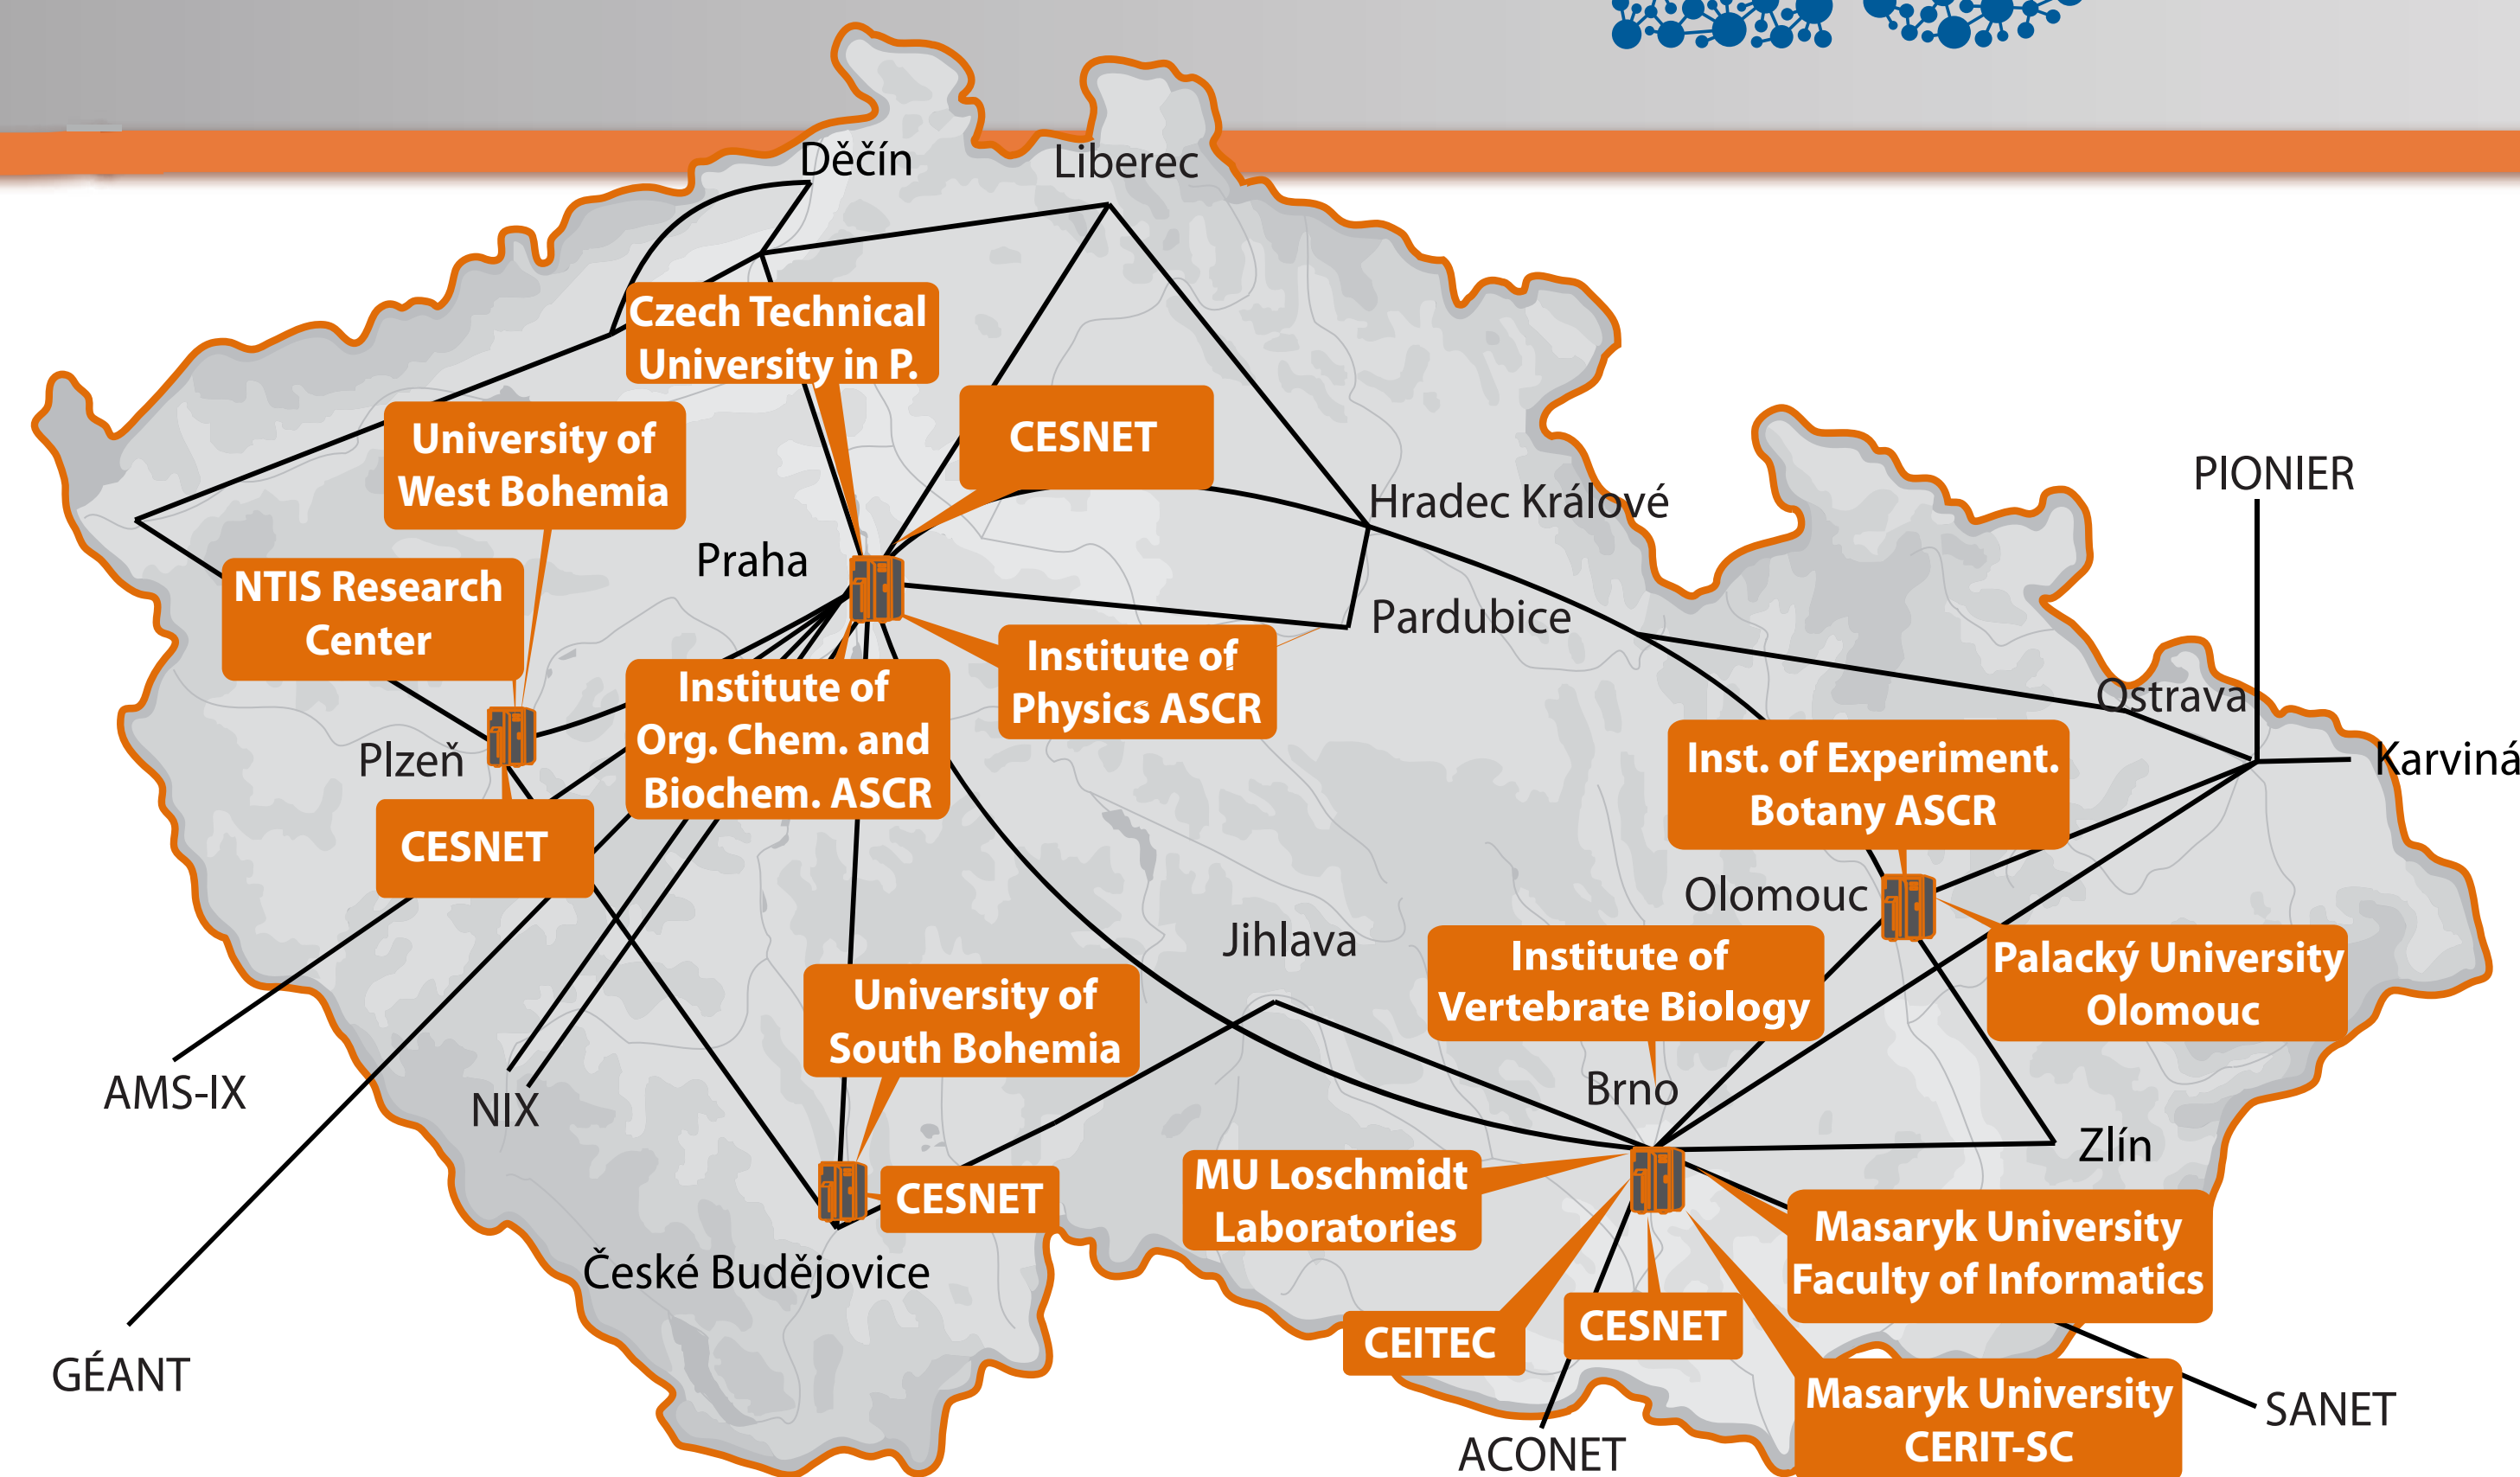 Děčín
Liberec
Czech Technical
University in P.
CESNET
University of
West Bohemia
PIONIER
Hradec Králové
Praha
NTIS Research
Center
Pardubice
Institute of
Physics ASCR
Institute of
Org. Chem. and
Biochem. ASCR
Ostrava
Karviná
Plzeň
Inst. of Experiment.
Botany ASCR
CESNET
Olomouc
Jihlava
Institute of
Vertebrate Biology
Palacký University
Olomouc
University of
South Bohemia
AMS-IX
NIX
Brno
Zlín
MU Loschmidt
Laboratories
CESNET
Masaryk University
Faculty of Informatics
České Budějovice
CEITEC
CESNET
GÉANT
Masaryk University
CERIT-SC
SANET
ACONET